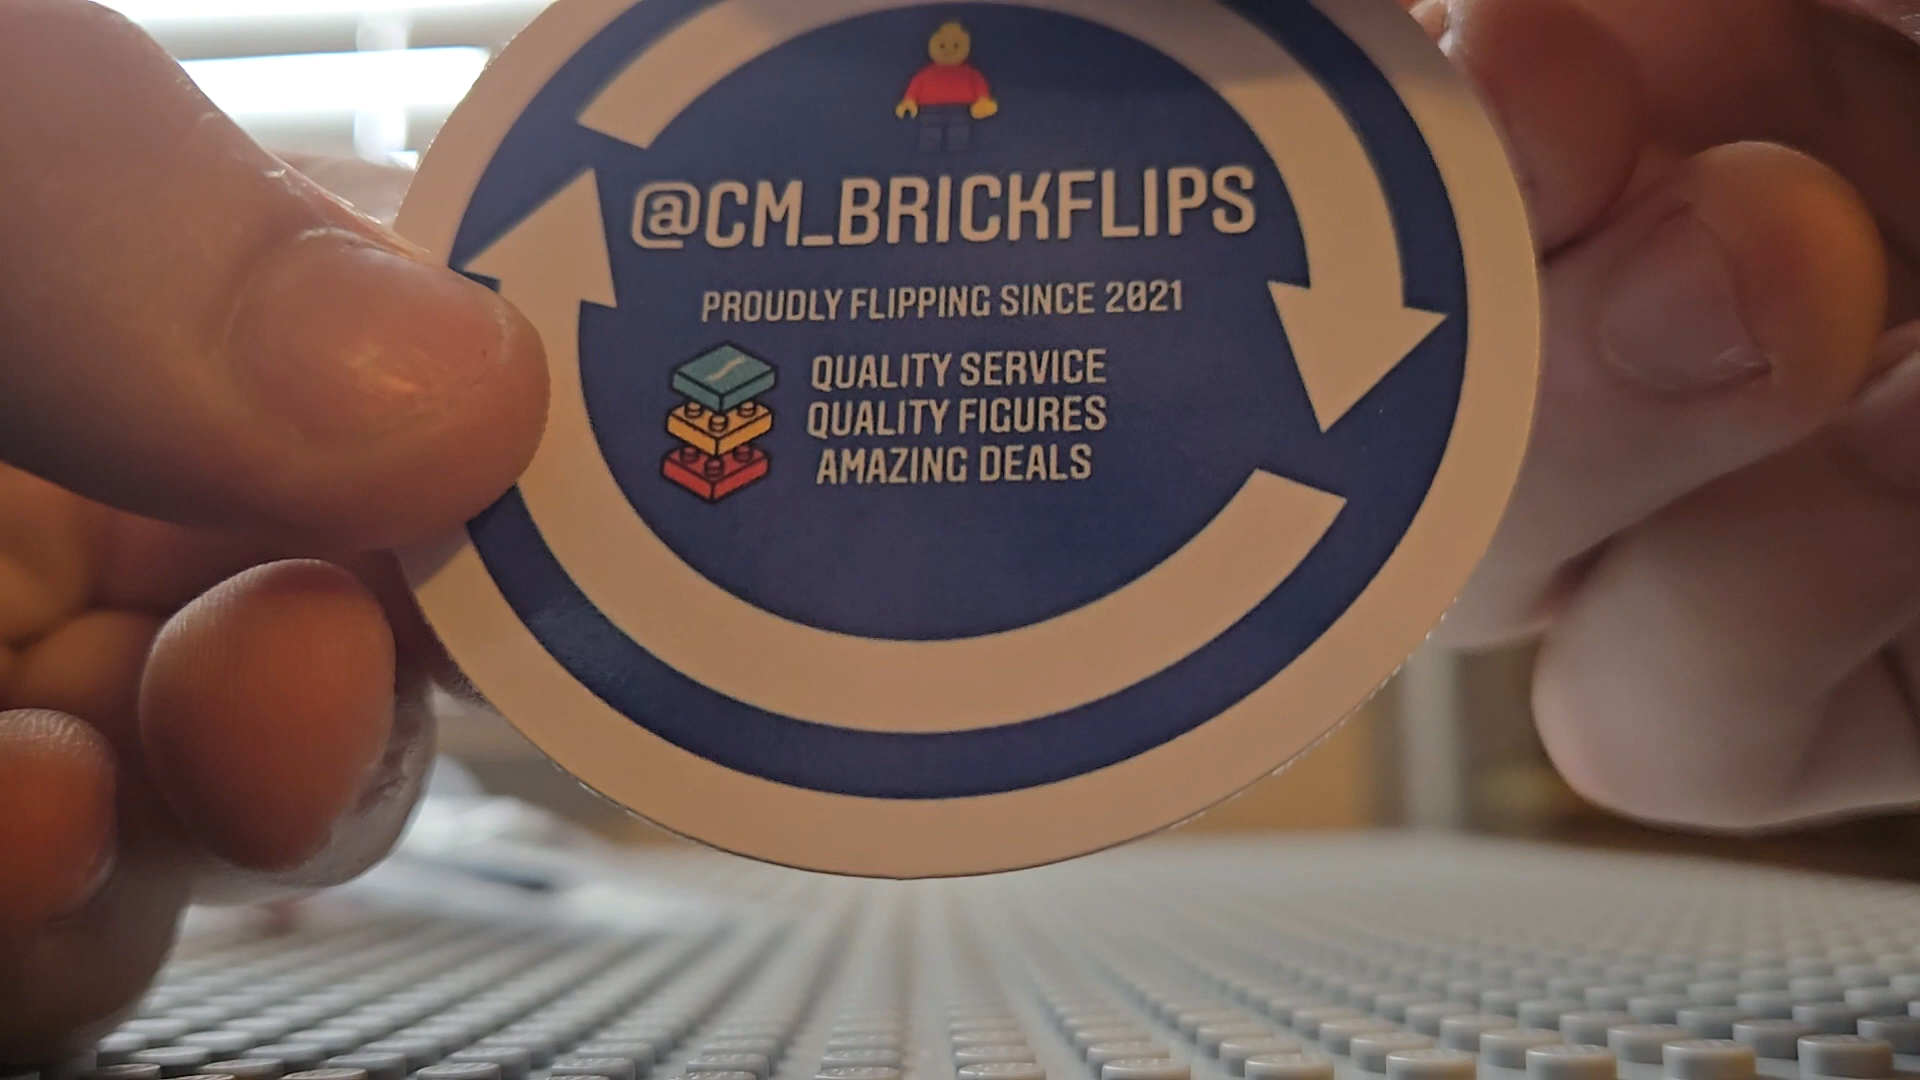 @CM_BRICKFLIPS
PROUDLY FLIPPING SINCE 2021
QUALITY SERVICE
QUALITY FIGURES
AMAZING DEALS